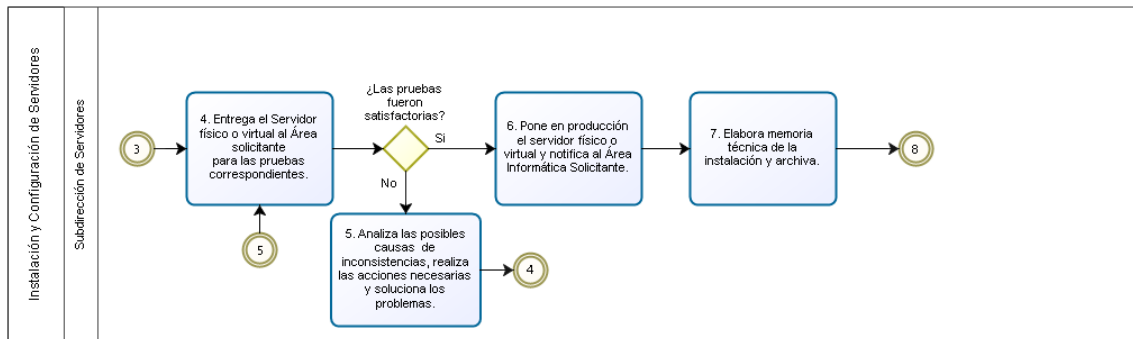 Instalación y Configuración de Servidores
Subdirección de Servidores
3
4. Entrega el Servidor
físico o virtual al Área
solicitante
para las pruebas
correspondientes.
5
¿Las pruebas
fueron
satisfactorias?
Si
No
5. Analiza las posibles
causas de
inconsistencias, realiza
las acciones necesarias
y soluciona los
problemas.
4
6. Pone en producción
el servidor físico o
virtual y notifica al Área
Informática Solicitante.
7. Elabora memoria
técnica de la
instalación y archiva.
8